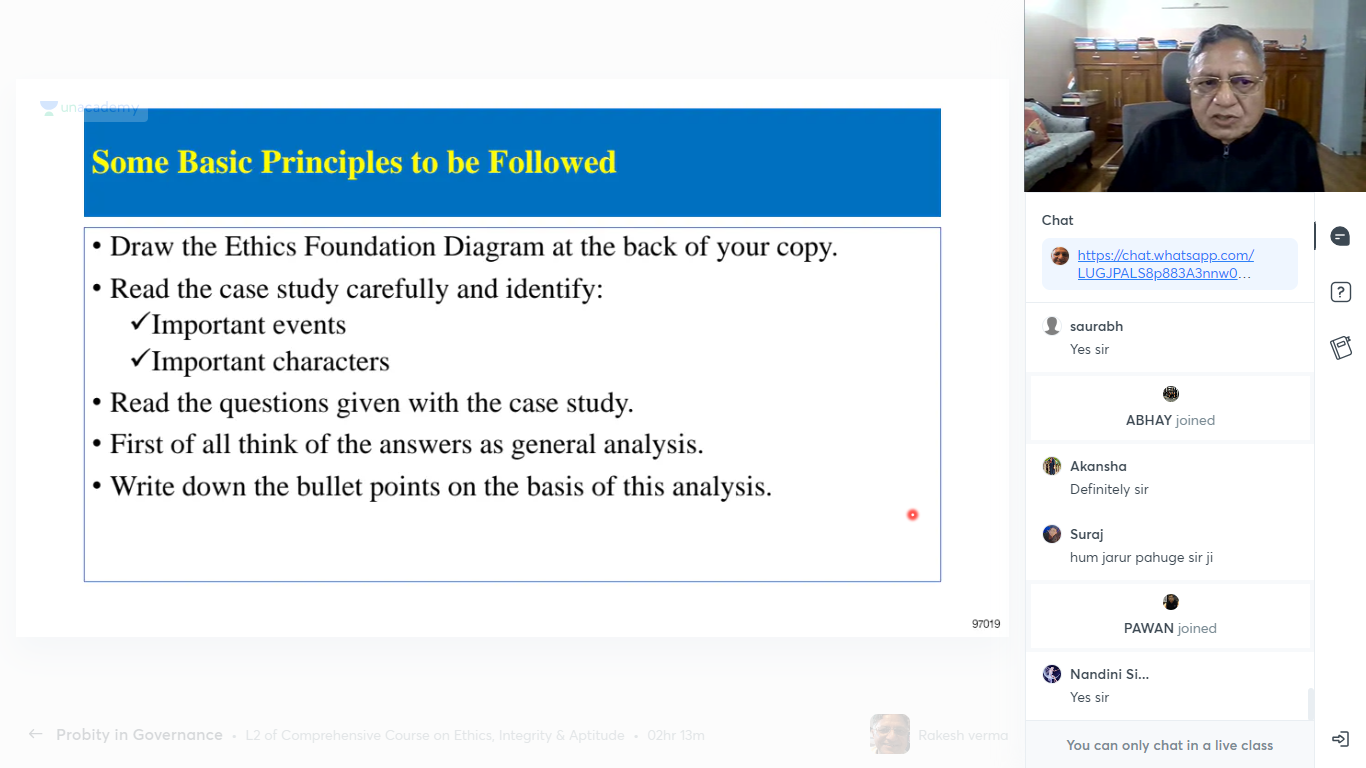 unacademy
Some Basic Principles to be Followed
• Draw the Ethics Foundation Diagram at the back of your copy.
• Read the case study carefully and identify:
✓Important events
✓Important characters
• Read the questions given with the case study.
• First of all think of the answers as general analysis.
• Write down the bullet points on the basis of this analysis.
97019
← Probity in Governance • L2 of Comprehensive Course on Ethics, Integrity & Aptitude • 02hr 13m
Rakesh verma
Chat
https://chat.whatsapp.com/
LUGJPALS8p883A3nnw0...
saurabh
Yes sir
ABHAY joined
Akansha
Definitely sir
Suraj
hum jarur pahuge sir ji
PAWAN joined
Nandini Si...
Yes sir
You can only chat in a live class